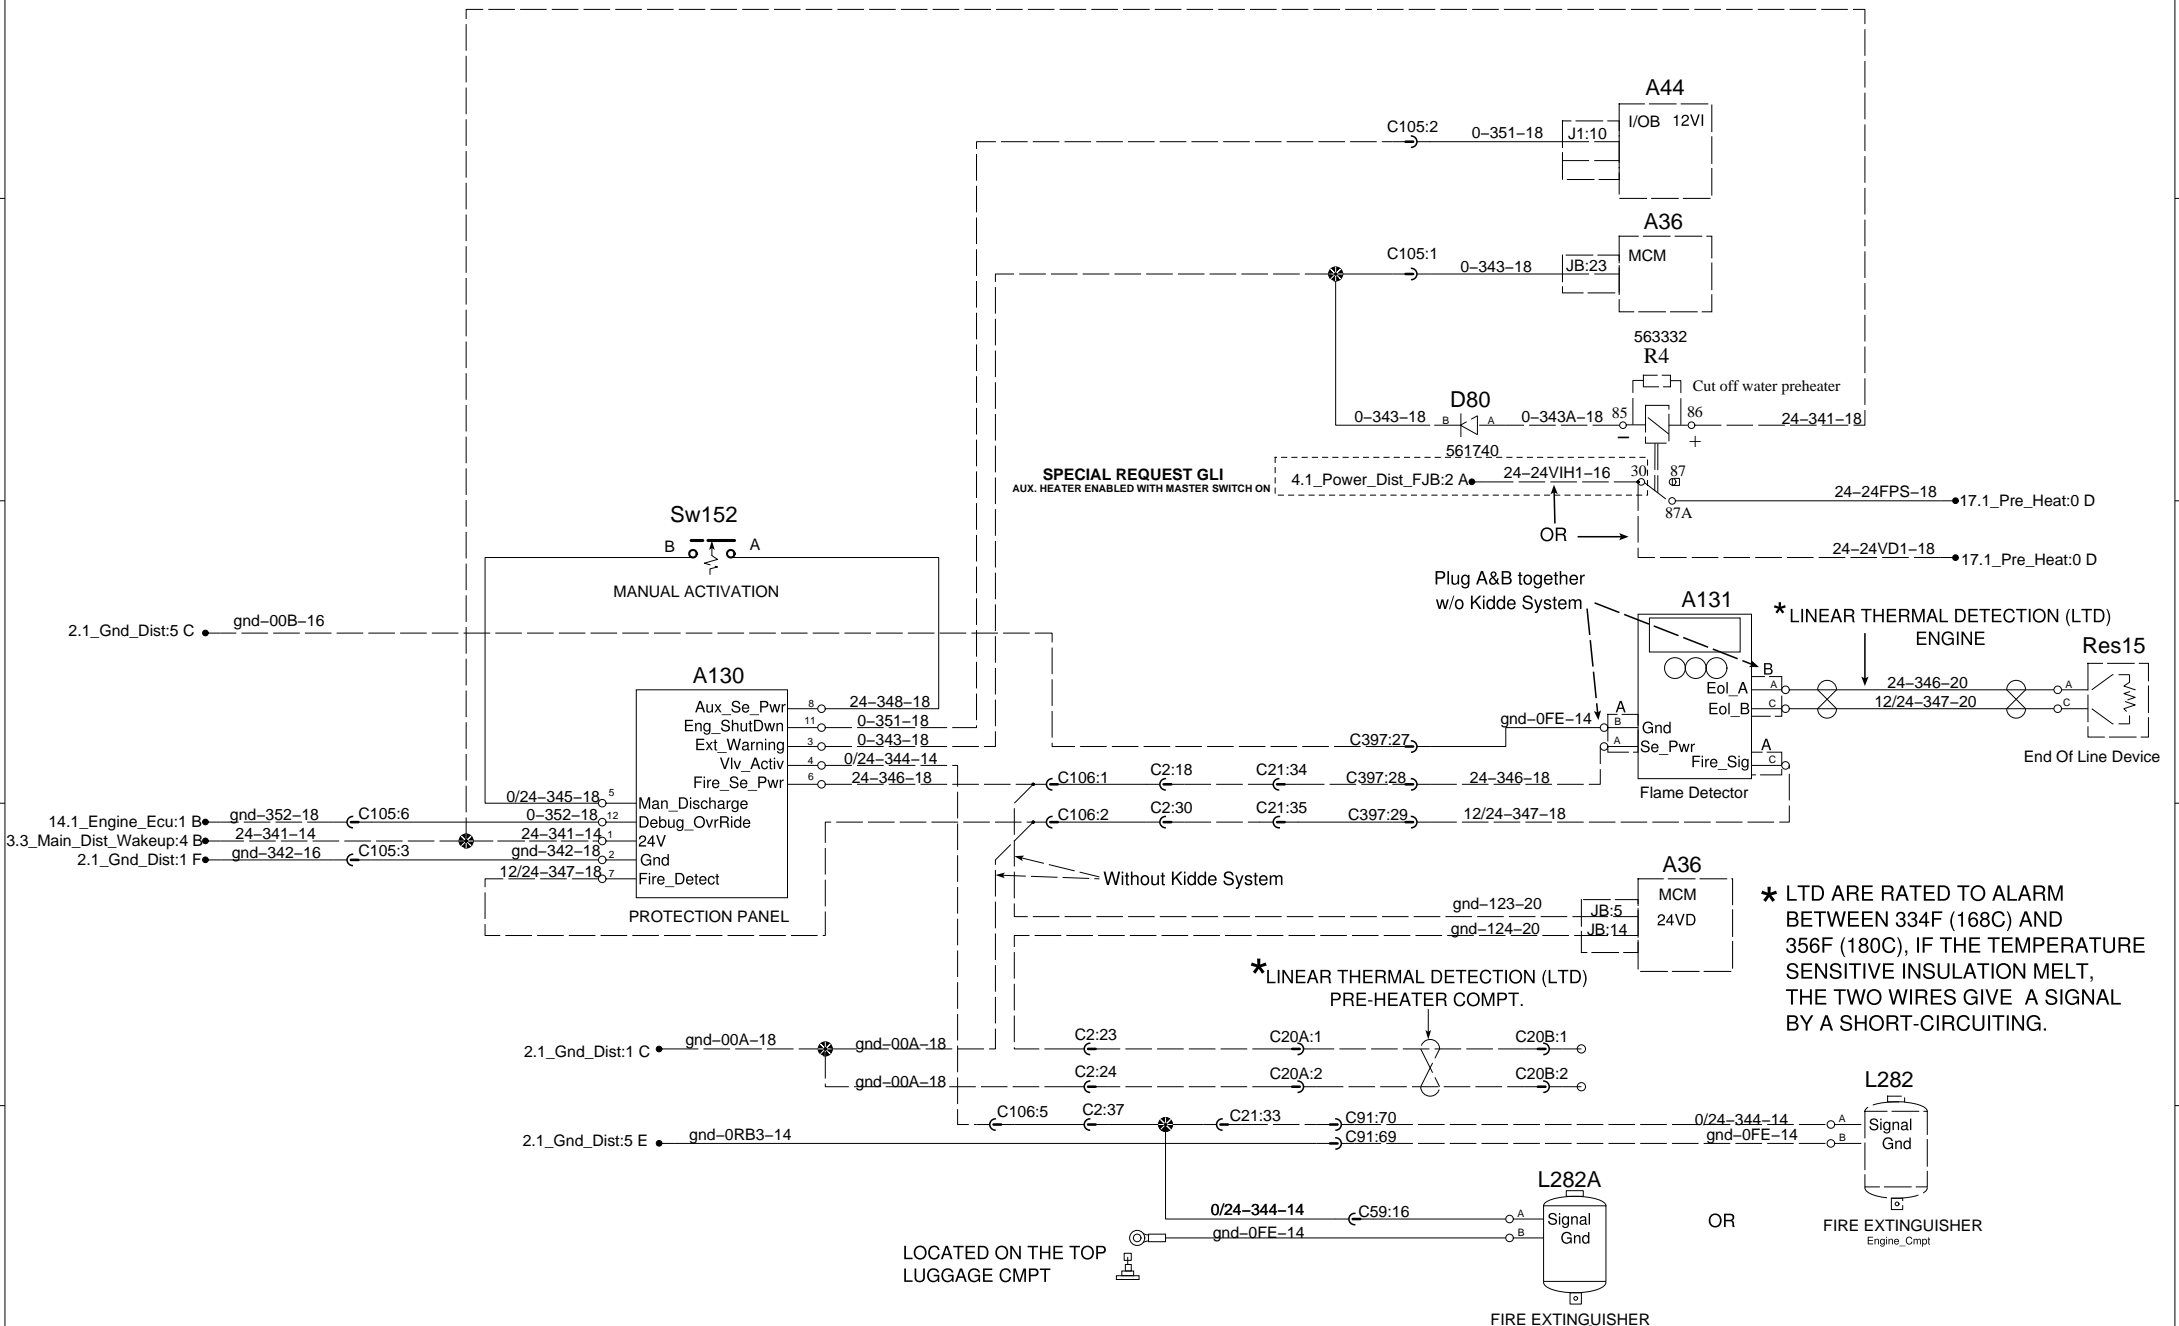 A44
I/OB 12VI
C105:2
0-351-18
J1:10
A36
MCM
C105:1
0-343-18
JB:23
563332
R4
Cut off water preheater
D80
0-343-18
B
A
0-343A-18
85
86
24-341-18
−
+
561740
SPECIAL REQUEST GLI
AUX. HEATER ENABLED WITH MASTER SWITCH ON
4.1_Power_Dist_FJB:2 A
24-24VIH1-16
30
87
87A
24-24FPS-18
17.1_Pre_Heat:0 D
OR
24-24VD1-18
17.1_Pre_Heat:0 D
Sw152
B
A
MANUAL ACTIVATION
Plug A&B together
w/o Kidde System
A131
*LINEAR THERMAL DETECTION (LTD)
ENGINE
Res15
2.1_Gnd_Dist:5 C
gnd-00B-16
B
Eol_A
A
24-346-20
A
Eol_B
C
12/24-347-20
C
A
B
Gnd
A
Se_Pwr
A
Fire_Sig
C
Flame Detector
End Of Line Device
gnd-0FE-14
A130
Aux_Se_Pwr
8
24-348-18
Eng_ShutDwn
11
0-351-18
Ext_Warning
3
0-343-18
Vlv_Activ
4
0/24-344-14
Fire_Se_Pwr
6
24-346-18
C397:27
C106:1
C2:18
C21:34
C397:28
24-346-18
0/24-345-18
5
Man_Discharge
14.1_Engine_Ecu:1 B
gnd-352-18
C105:6
0-352-18
12
Debug_OvrRide
3.3_Main_Dist_Wakeup:4 B
24-341-14
24-341-14
1
24V
2.1_Gnd_Dist:1 F
gnd-342-16
C105:3
gnd-342-18
2
Gnd
12/24-347-18
7
Fire_Detect
PROTECTION PANEL
C106:2
C2:30
C21:35
C397:29
12/24-347-18
Without Kidde System
A36
MCM
24VD
gnd-123-20
JB:5
gnd-124-20
JB:14
* LTD ARE RATED TO ALARM
BETWEEN 334F (168C) AND
356F (180C), IF THE TEMPERATURE
SENSITIVE INSULATION MELT,
THE TWO WIRES GIVE A SIGNAL
BY A SHORT-CIRCUITING.
*LINEAR THERMAL DETECTION (LTD)
PRE-HEATER COMPT.
2.1_Gnd_Dist:1 C
gnd-00A-18
gnd-00A-18
C2:23
C20A:1
C20B:1
gnd-00A-18
C2:24
C20A:2
C20B:2
C106:5
C2:37
C21:33
C91:70
0/24-344-14
A
2.1_Gnd_Dist:5 E
gnd-0RB3-14
C91:69
gnd-0FE-14
B
L282
Signal
Gnd
FIRE EXTINGUISHER
Engine_Cmpt
OR
L282A
0/24-344-14
C59:16
A
Signal
gnd-0FE-14
B
Gnd
LOCATED ON THE TOP
LUGGAGE CMPT
FIRE EXTINGUISHER